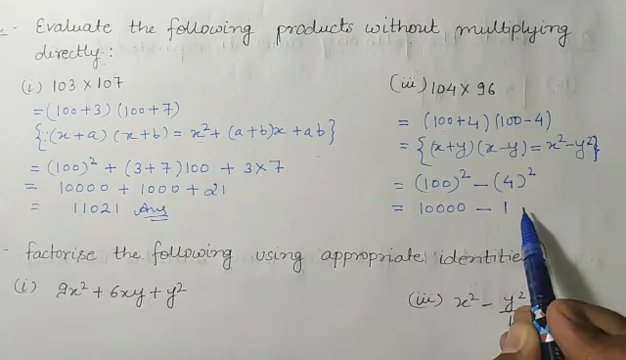 Evaluate the following products without multiplying
directly:
(i) 103 × 107
= (100+3) (100+7)
{∵(x+a) (x+b) = x² + (a+b)x + ab}
= (100)² + (3+7)100 + 3×7
= 10000 + 1000 + 21
= 11021 Ans
(iii) 104 × 96
= (100+4) (100-4)
= {(x+y)(x-y) = x²-y²}
= (100)² - (4)²
= 10000 - 1
factorise the following using appropriate identitie
(i) 9x² + 6xy + y²
(iii) x² - y²